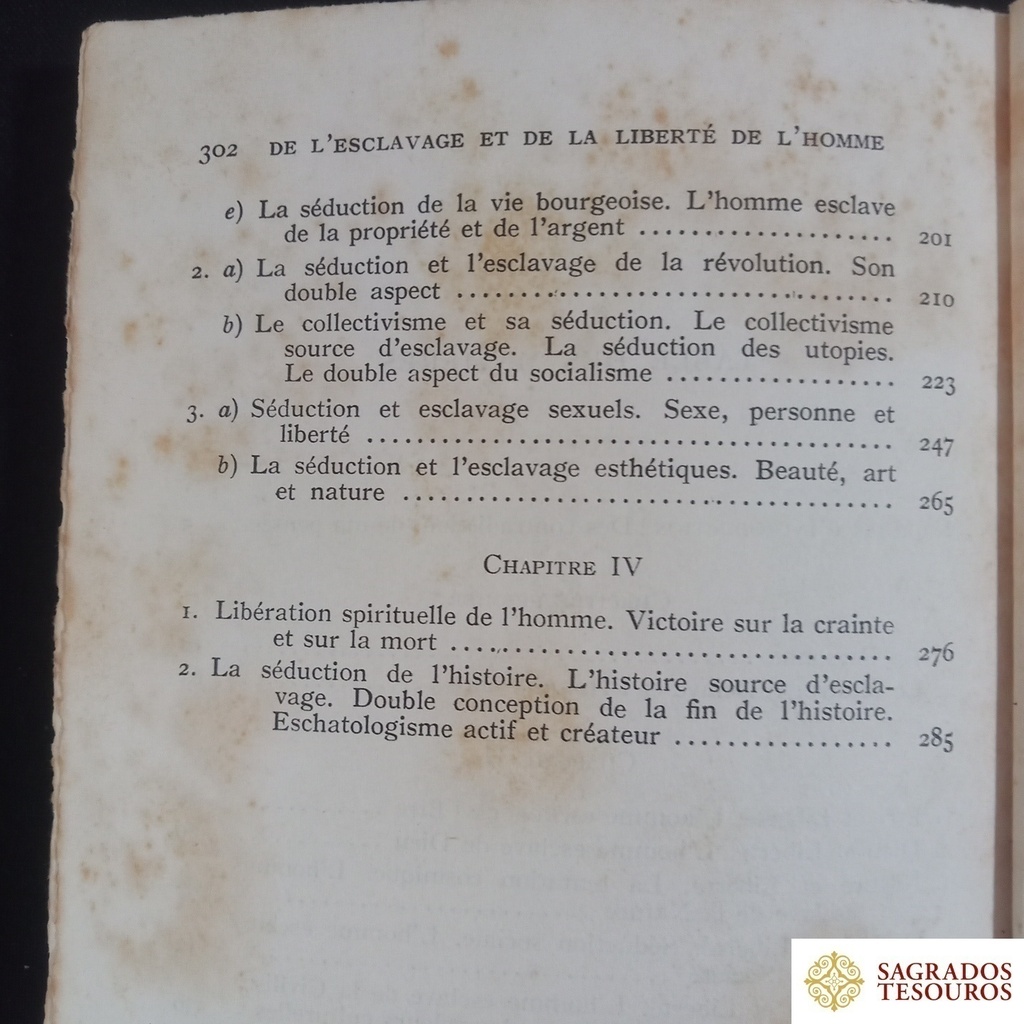 302 DE L'ESCLAVAGE ET DE LA LIBERTÉ DE L'HOMME
e) La séduction de la vie bourgeoise. L'homme esclave
de la propriété et de l'argent .................... 201
2. a) La séduction et l'esclavage de la révolution. Son
double aspect ................................... 210
b) Le collectivisme et sa séduction. Le collectivisme
source d'esclavage. La séduction des utopies.
Le double aspect du socialisme ................... 223
3. a) Séduction et esclavage sexuels. Sexe, personne et
liberté .......................................... 247
b) La séduction et l'esclavage esthétiques. Beauté, art
et nature ....................................... 265
CHAPITRE IV
1. Libération spirituelle de l'homme. Victoire sur la crainte
et sur la mort ................................... 276
2. La séduction de l'histoire. L'histoire source d'escla-
vage. Double conception de la fin de l'histoire.
Eschatologisme actif et créateur .................. 285
SAGRADOS
TESOUROS